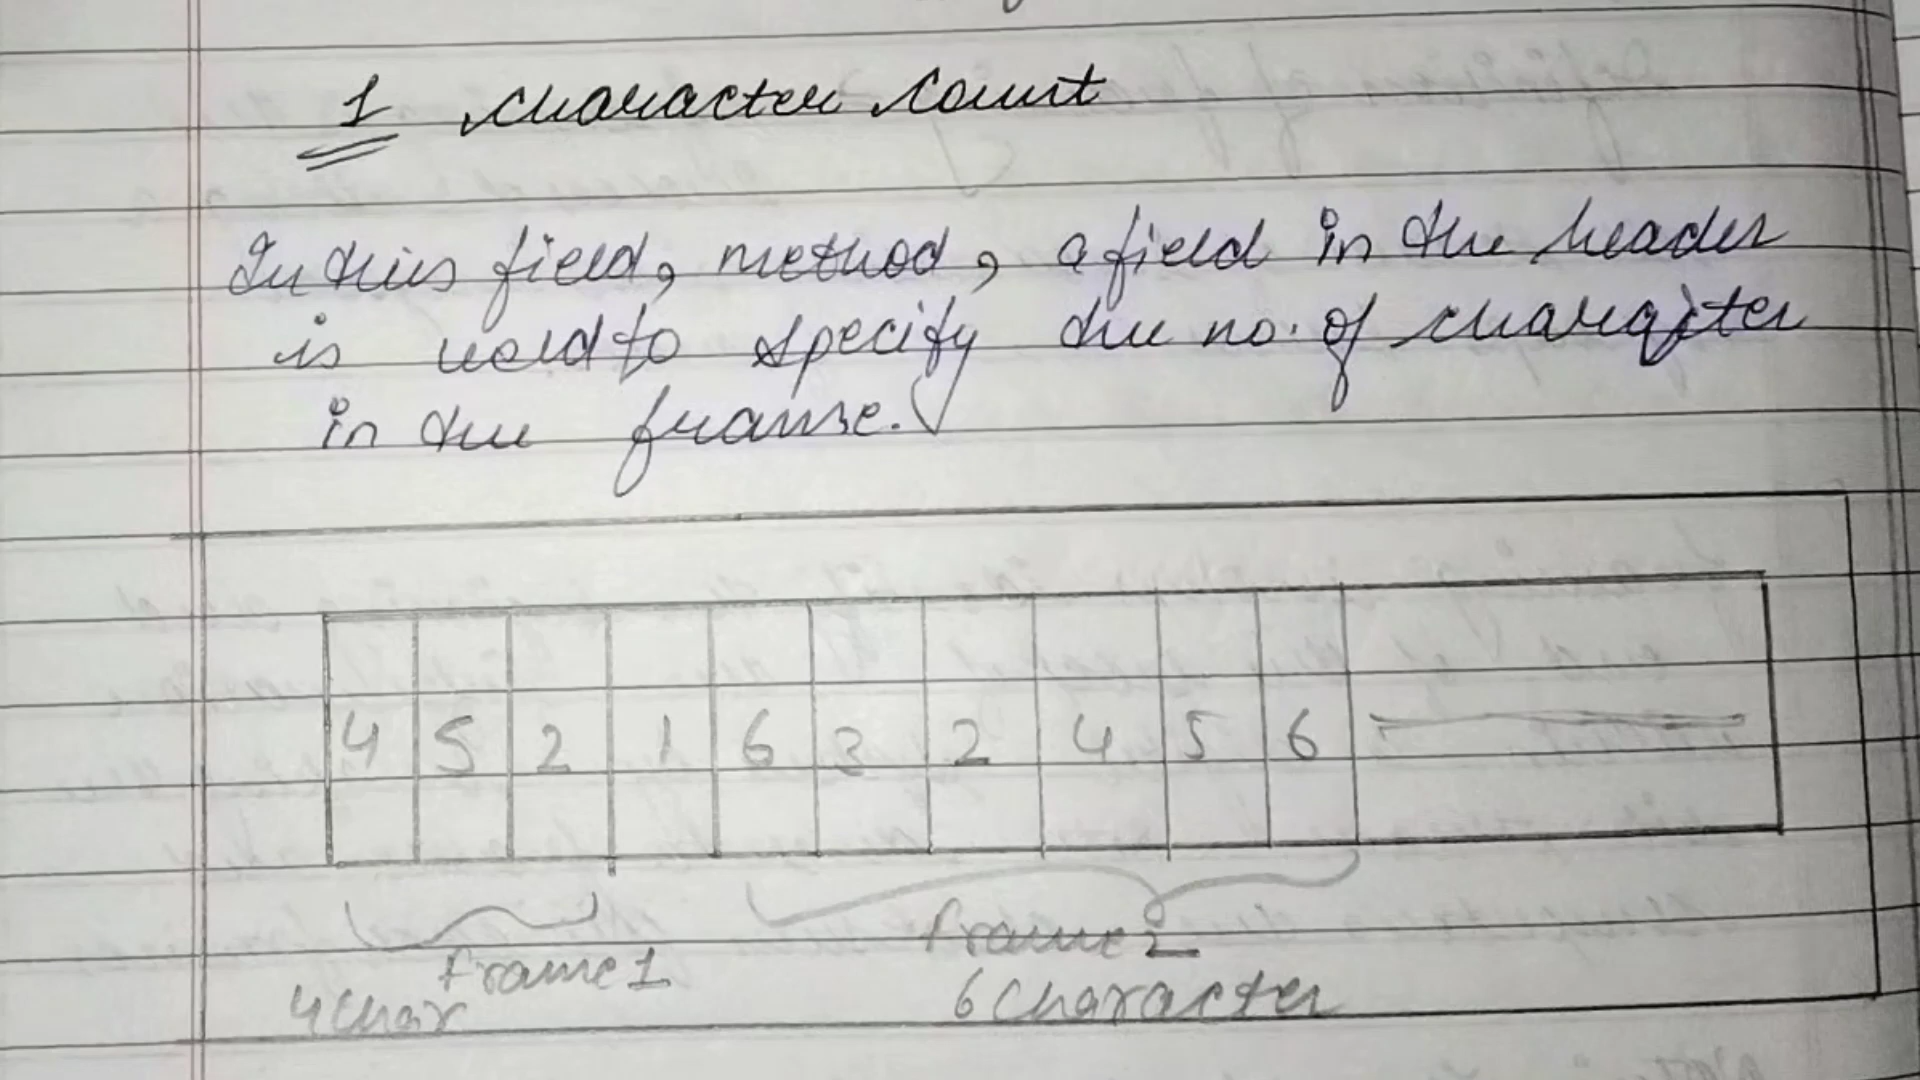 1 character count
In this field, method, a field in the header
is used to specify the no. of character
in the frame.
4 5 2 1 6 3 2 4 5 6
Frame 2
Frame 1
4 char
6 Character